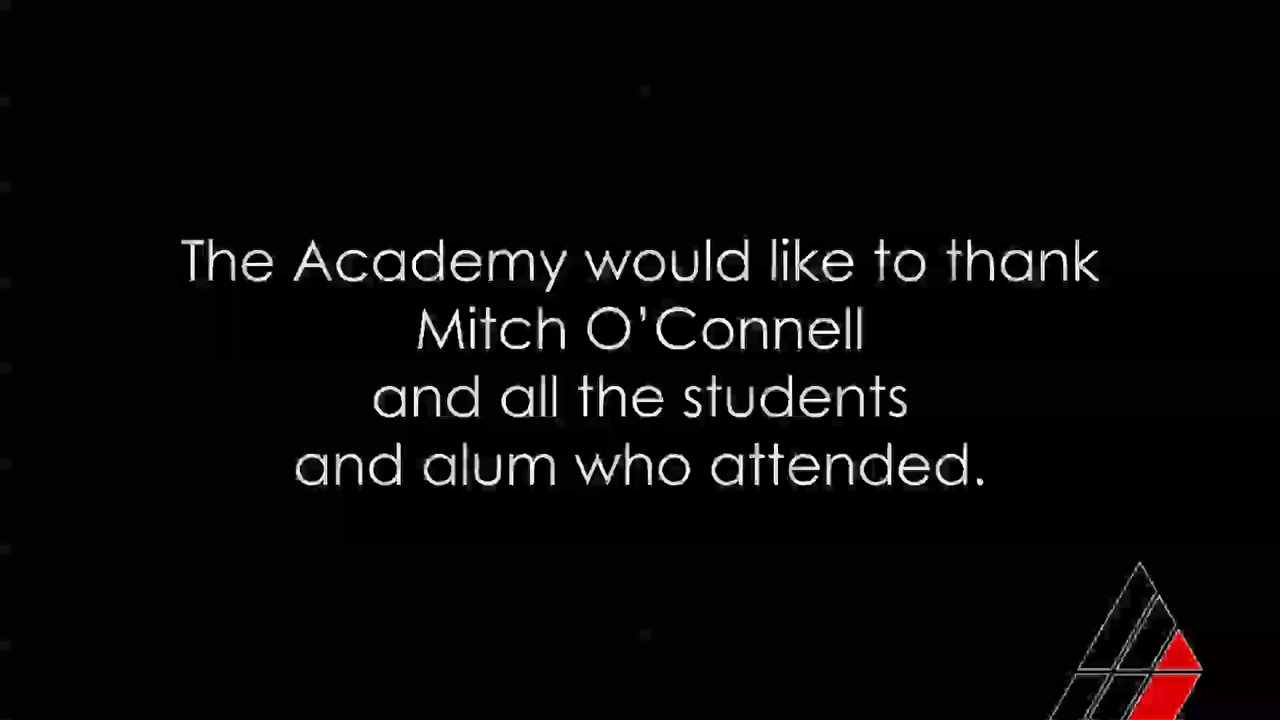 The Academy would like to thank
Mitch O’Connell
and all the students
and alum who attended.